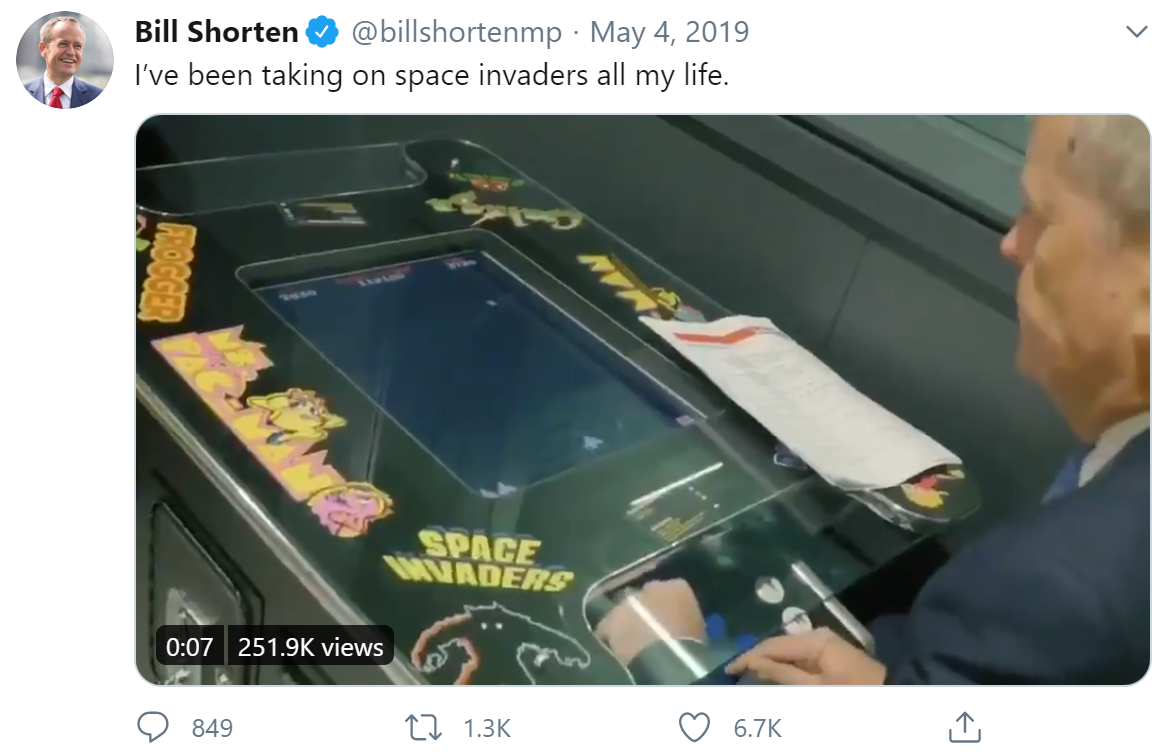 Bill Shorten @billshortenmp · May 4, 2019
I’ve been taking on space invaders all my life.
Galaga
FROGGER
MS.
PAC-MAN
SPACE
INVADERS
0:07 251.9K views
849 1.3K 6.7K